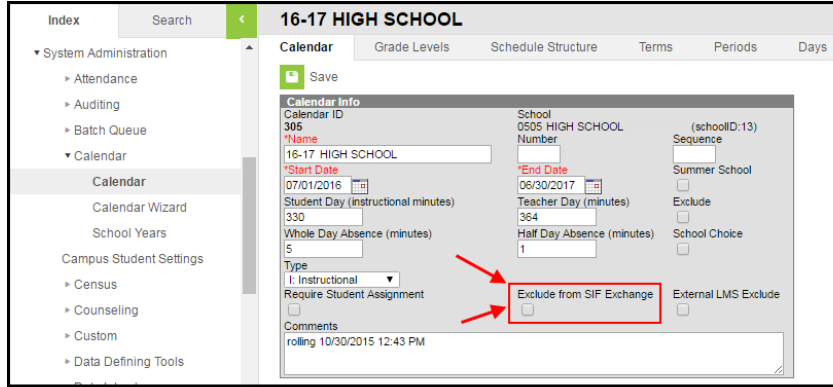 Index Search
16-17 HIGH SCHOOL
System Administration
Attendance
Auditing
Batch Queue
Calendar
Calendar
Calendar Wizard
School Years
Campus Student Settings
Census
Counseling
Custom
Data Defining Tools
Calendar Grade Levels Schedule Structure Terms Periods Days
Save
Calendar Info
Calendar ID School
305 0505 HIGH SCHOOL (schoolID:13)
*Name Number Sequence
16-17 HIGH SCHOOL
*Start Date *End Date Summer School
07/01/2016 06/30/2017
Student Day (instructional minutes) Teacher Day (minutes) Exclude
330 364
Whole Day Absence (minutes) Half Day Absence (minutes) School Choice
5 1
Type
I: Instructional
Require Student Assignment Exclude from SIF Exchange External LMS Exclude
Comments
rolling 10/30/2015 12:43 PM